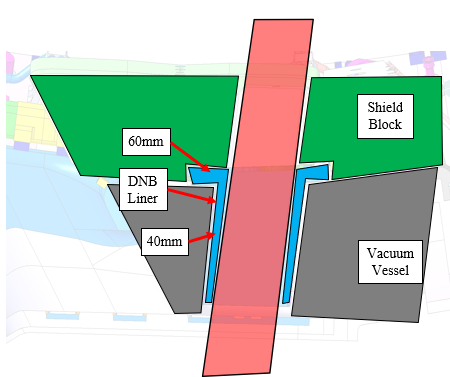 Shield
Block
60mm
DNB
Liner
40mm
Vacuum
Vessel